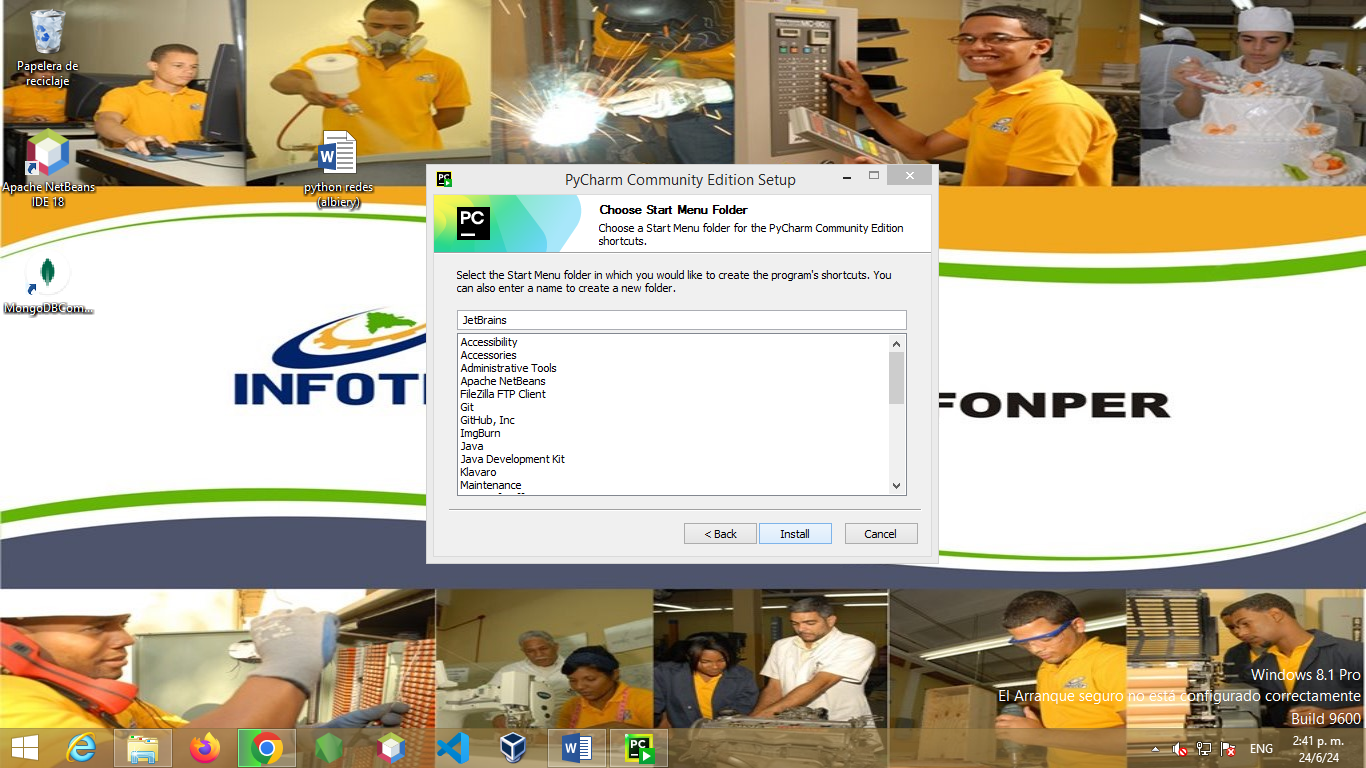 Papelera de
reciclaje
Apache NetBeans
IDE 18
python redes
(albiery)
MongoDBCom...
INFOT
FONPER
PC
PyCharm Community Edition Setup
PC
Choose Start Menu Folder
Choose a Start Menu folder for the PyCharm Community Edition
shortcuts.
Select the Start Menu folder in which you would like to create the program's shortcuts. You
can also enter a name to create a new folder.
JetBrains
Accessibility
Accessories
Administrative Tools
Apache NetBeans
FileZilla FTP Client
Git
GitHub, Inc
ImgBurn
Java
Java Development Kit
Klavaro
Maintenance
< Back
Install
Cancel
Windows 8.1 Pro
El Arranque seguro no está configurado correctamente
Build 9600
PC
ENG
2:41 p. m.
24/6/24